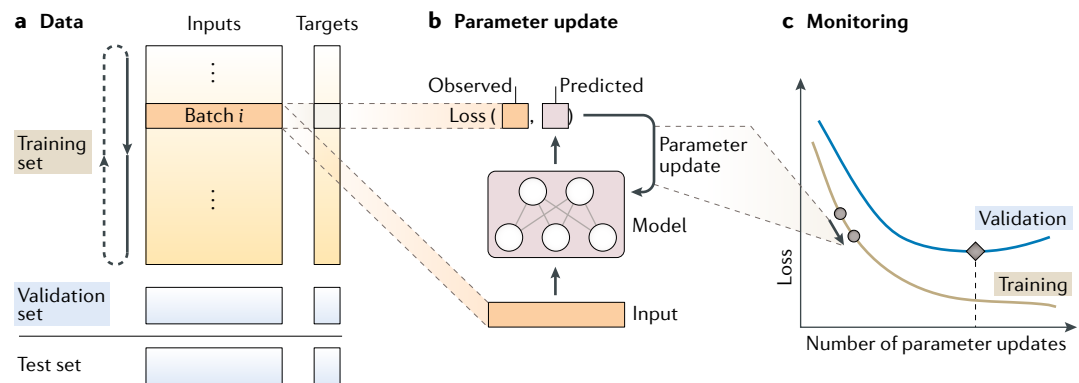 a Data
Inputs
Targets
⋮
Batch i
Training
set
⋮
Validation
set
Test set
b Parameter update
Observed
Predicted
Loss ( , )
Parameter
update
Model
Input
c Monitoring
Loss
Validation
Training
Number of parameter updates